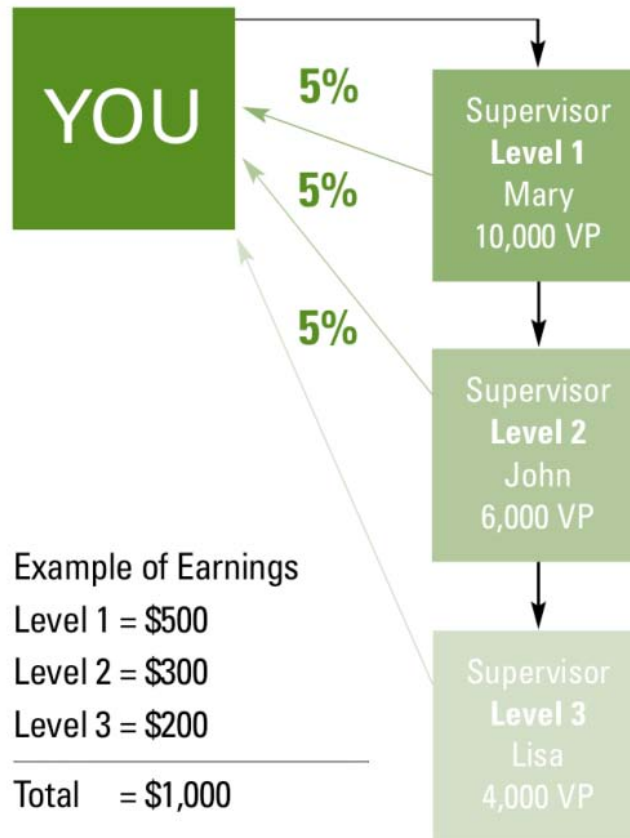 YOU
5%
5%
5%
Supervisor
Level 1
Mary
10,000 VP
Supervisor
Level 2
John
6,000 VP
Supervisor
Level 3
Lisa
4,000 VP
Example of Earnings
Level 1 = $500
Level 2 = $300
Level 3 = $200
Total = $1,000